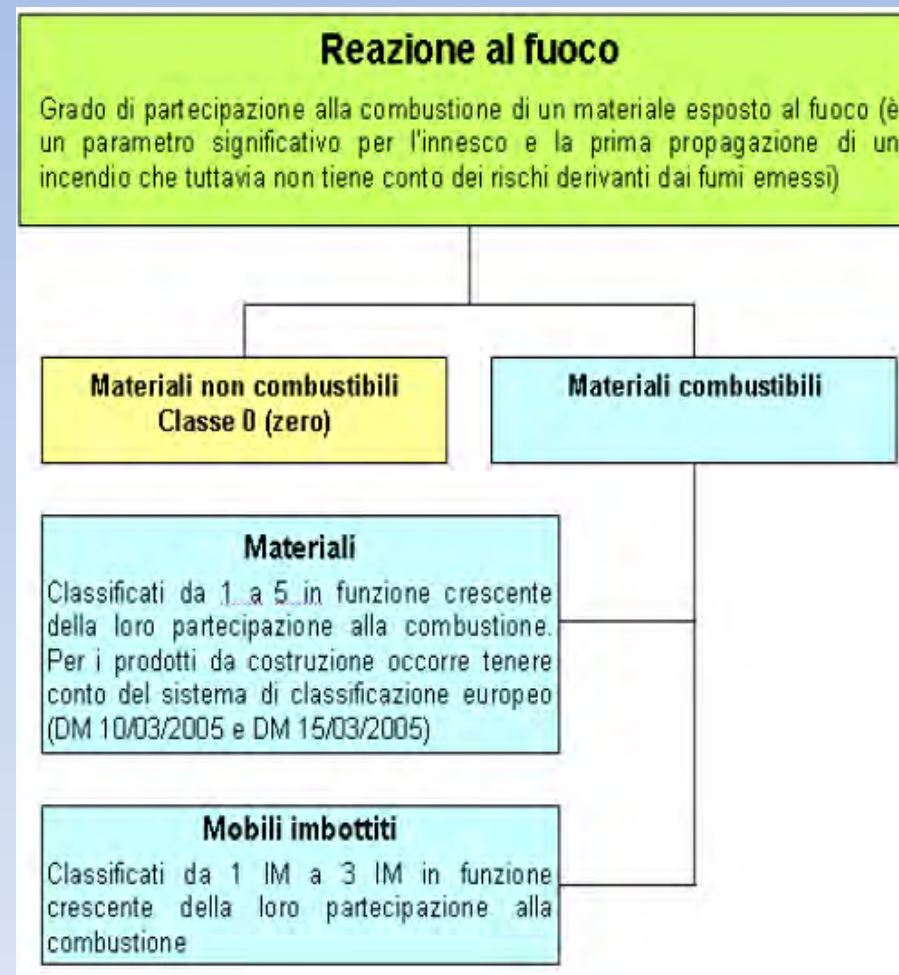 Reazione al fuoco
Grado di partecipazione alla combustione di un materiale esposto al fuoco (è
un parametro significativo per l'innesco e la prima propagazione di un
incendio che tuttavia non tiene conto dei rischi derivanti dai fumi emessi)
Materiali non combustibili
Classe 0 (zero)
Materiali combustibili
Materiali
Classificati da 1 a 5 in funzione crescente
della loro partecipazione alla combustione.
Per i prodotti da costruzione occorre tenere
conto del sistema di classificazione europeo
(DM 10/03/2005 e DM 15/03/2005)
Mobili imbottiti
Classificati da 1 IM a 3 IM in funzione
crescente della loro partecipazione alla
combustione